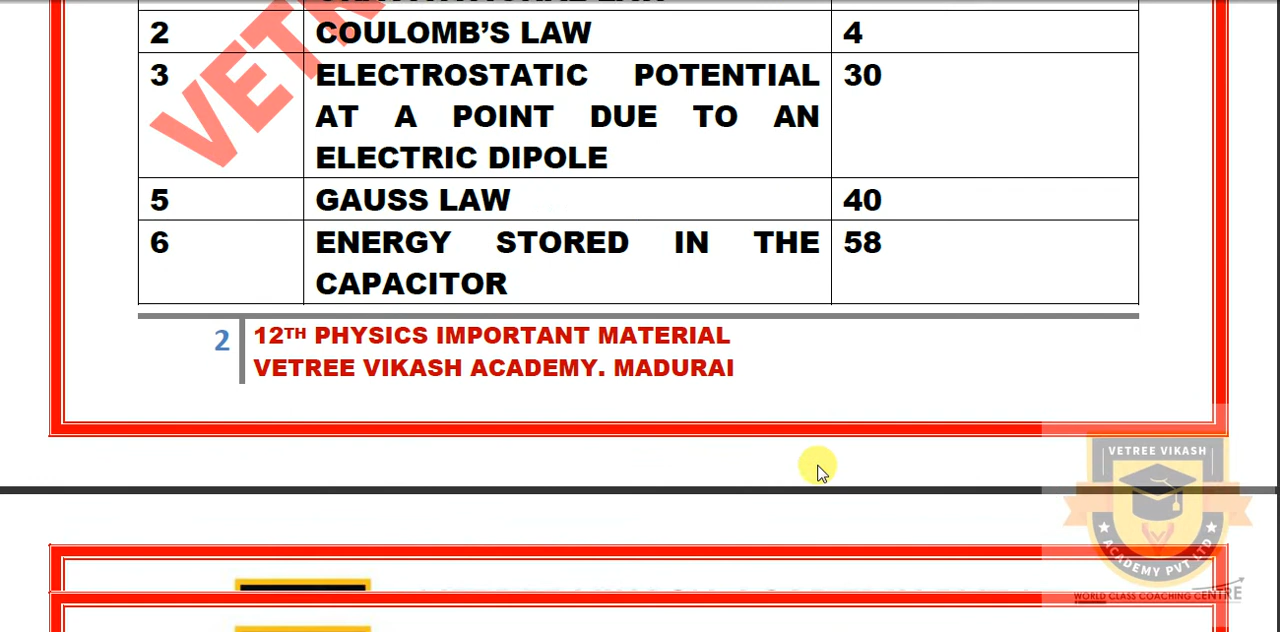 2 COULOMB’S LAW 4
3 ELECTROSTATIC POTENTIAL 30
AT A POINT DUE TO AN
ELECTRIC DIPOLE
5 GAUSS LAW 40
6 ENERGY STORED IN THE 58
CAPACITOR
2 12TH PHYSICS IMPORTANT MATERIAL
VETREE VIKASH ACADEMY. MADURAI
VETR
VETREE VIKASH
ACADEMY PVT LTD
WORLD CLASS COACHING CENTRE